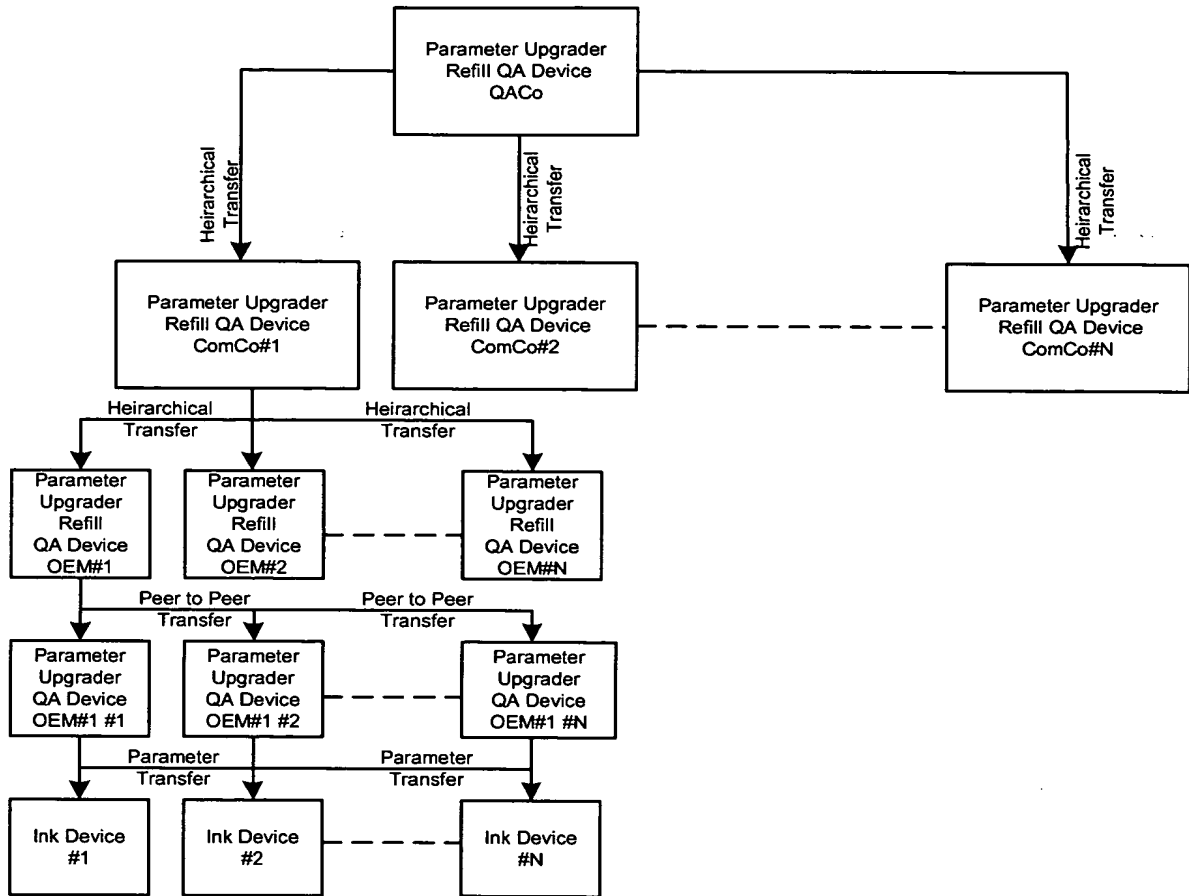 Parameter Upgrader
Refill QA Device
QACo
Heirarchical
Transfer
Heirarchical
Transfer
Heirarchical
Transfer
Parameter Upgrader
Refill QA Device
ComCo#1
Parameter Upgrader
Refill QA Device
ComCo#2
Parameter Upgrader
Refill QA Device
ComCo#N
Heirarchical
Transfer
Heirarchical
Transfer
Parameter
Upgrader
Refill
QA Device
OEM#1
Parameter
Upgrader
Refill
QA Device
OEM#2
Parameter
Upgrader
Refill
QA Device
OEM#N
Peer to Peer
Transfer
Peer to Peer
Transfer
Parameter
Upgrader
QA Device
OEM#1 #1
Parameter
Upgrader
QA Device
OEM#1 #2
Parameter
Upgrader
QA Device
OEM#1 #N
Parameter
Transfer
Parameter
Transfer
Ink Device
#1
Ink Device
#2
Ink Device
#N